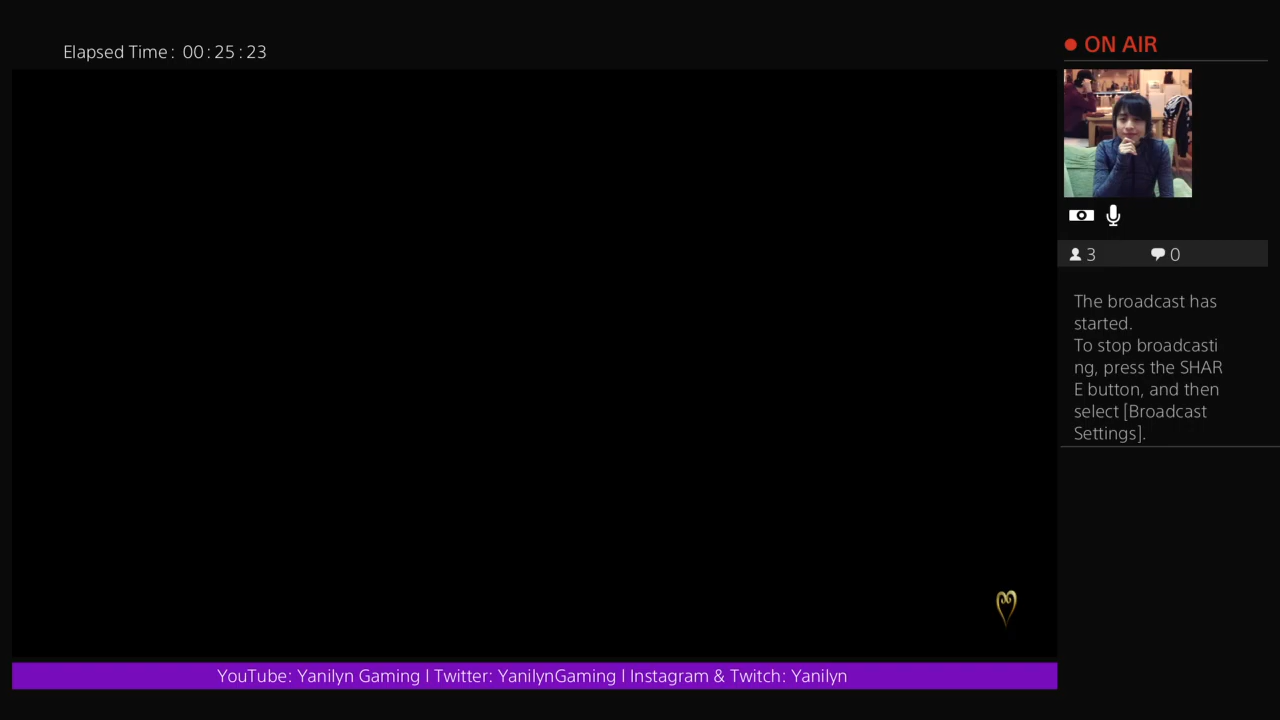 Elapsed Time: 00:25:23
ON AIR
3 0
The broadcast has
started.
To stop broadcasti
ng, press the SHAR
E button, and then
select [Broadcast
Settings].
YouTube: Yanilyn Gaming | Twitter: YanilynGaming | Instagram & Twitch: Yanilyn